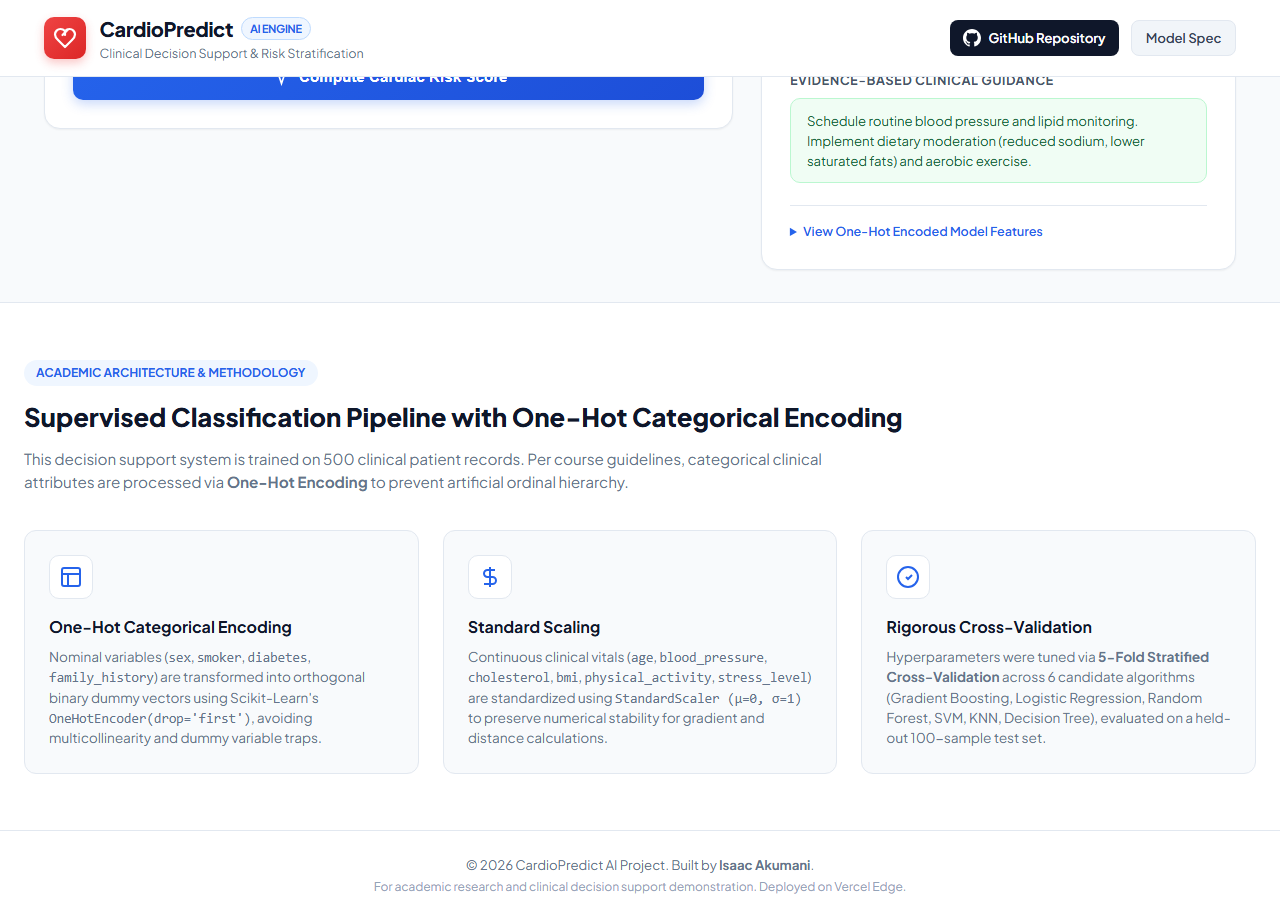 CardioPredict AI ENGINE
Clinical Decision Support & Risk Stratification
GitHub Repository
Model Spec
Compute Cardiac Risk Score
EVIDENCE-BASED CLINICAL GUIDANCE
Schedule routine blood pressure and lipid monitoring.
Implement dietary moderation (reduced sodium, lower
saturated fats) and aerobic exercise.
View One-Hot Encoded Model Features
ACADEMIC ARCHITECTURE & METHODOLOGY
Supervised Classification Pipeline with One-Hot Categorical Encoding
This decision support system is trained on 500 clinical patient records. Per course guidelines, categorical clinical
attributes are processed via One-Hot Encoding to prevent artificial ordinal hierarchy.
One-Hot Categorical Encoding
Nominal variables (sex, smoker, diabetes,
family_history) are transformed into orthogonal
binary dummy vectors using Scikit-Learn's
OneHotEncoder(drop='first'), avoiding
multicollinearity and dummy variable traps.
Standard Scaling
Continuous clinical vitals (age, blood_pressure,
cholesterol, bmi, physical_activity, stress_level)
are standardized using StandardScaler (μ=0, σ=1)
to preserve numerical stability for gradient and
distance calculations.
Rigorous Cross-Validation
Hyperparameters were tuned via 5-Fold Stratified
Cross-Validation across 6 candidate algorithms
(Gradient Boosting, Logistic Regression, Random
Forest, SVM, KNN, Decision Tree), evaluated on a held-
out 100-sample test set.
© 2026 CardioPredict AI Project. Built by Isaac Akumani.
For academic research and clinical decision support demonstration. Deployed on Vercel Edge.